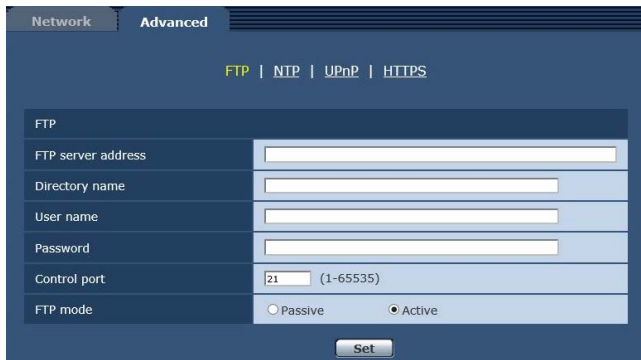 Network Advanced
FTP | NTP | UPnP | HTTPS
FTP
FTP server address
Directory name
User name
Password
Control port 21 (1-65535)
FTP mode Passive Active
Set